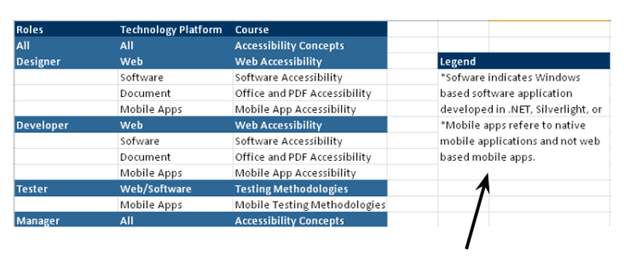 Roles Technology Platform Course
All All Accessibility Concepts
Designer Web Web Accessibility
Software Software Accessibility
Document Office and PDF Accessibility
Mobile Apps Mobile App Accessibility
Developer Web Web Accessibility
Sofware Software Accessibility
Document Office and PDF Accessibility
Mobile Apps Mobile App Accessibility
Tester Web/Software Testing Methodologies
Mobile Apps Mobile Testing Methodologies
Manager All Accessibility Concepts
Legend
*Sofware indicates Windows
based software application
developed in .NET, Silverlight, or
*Mobile apps refere to native
mobile applications and not web
based mobile apps.